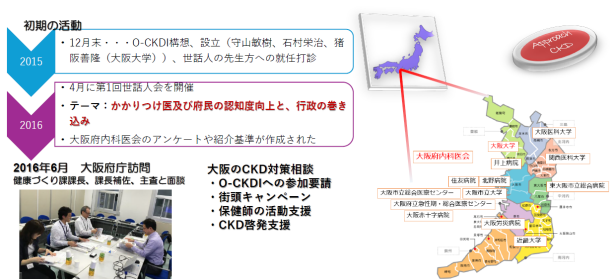 初期の活動
2015
・12月末・・・O-CKDI構想、設立（守山敏樹、石村栄治、猪
阪善隆（大阪大学））、世話人の先生方への就任打診
2016
・4月に第1回世話人会を開催
・テーマ：かかりつけ医及び府民の認知度向上と、行政の巻き
込み
・大阪府内科医会のアンケートや紹介基準が作成された
2016年6月　大阪府庁訪問
健康づくり課課長、課長補佐、主査と面談
大阪のCKD対策相談
・O-CKDIへの参加要請
・街頭キャンペーン
・保健師の活動支援
・CKD啓発支援
Approach
CKD
大阪府内科医会
大阪医科大学
大阪大学
関西医科大学
井上病院
住友病院
北野病院
東大阪市立総合病院
大阪市立総合医療センター
大阪市立大学
大阪府立急性期・総合医療センター
大阪赤十字病院
大阪労災病院
近畿大学